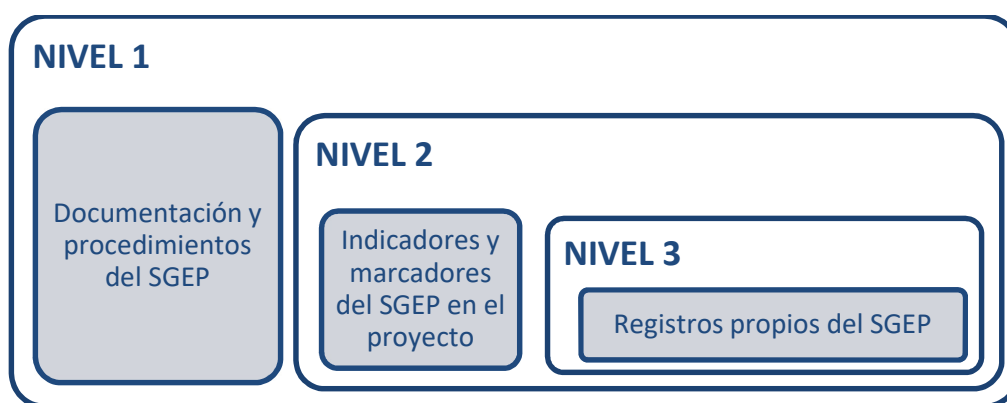 NIVEL 1
Documentación y
procedimientos
del SGEP
NIVEL 2
Indicadores y
marcadores
del SGEP en el
proyecto
NIVEL 3
Registros propios del SGEP